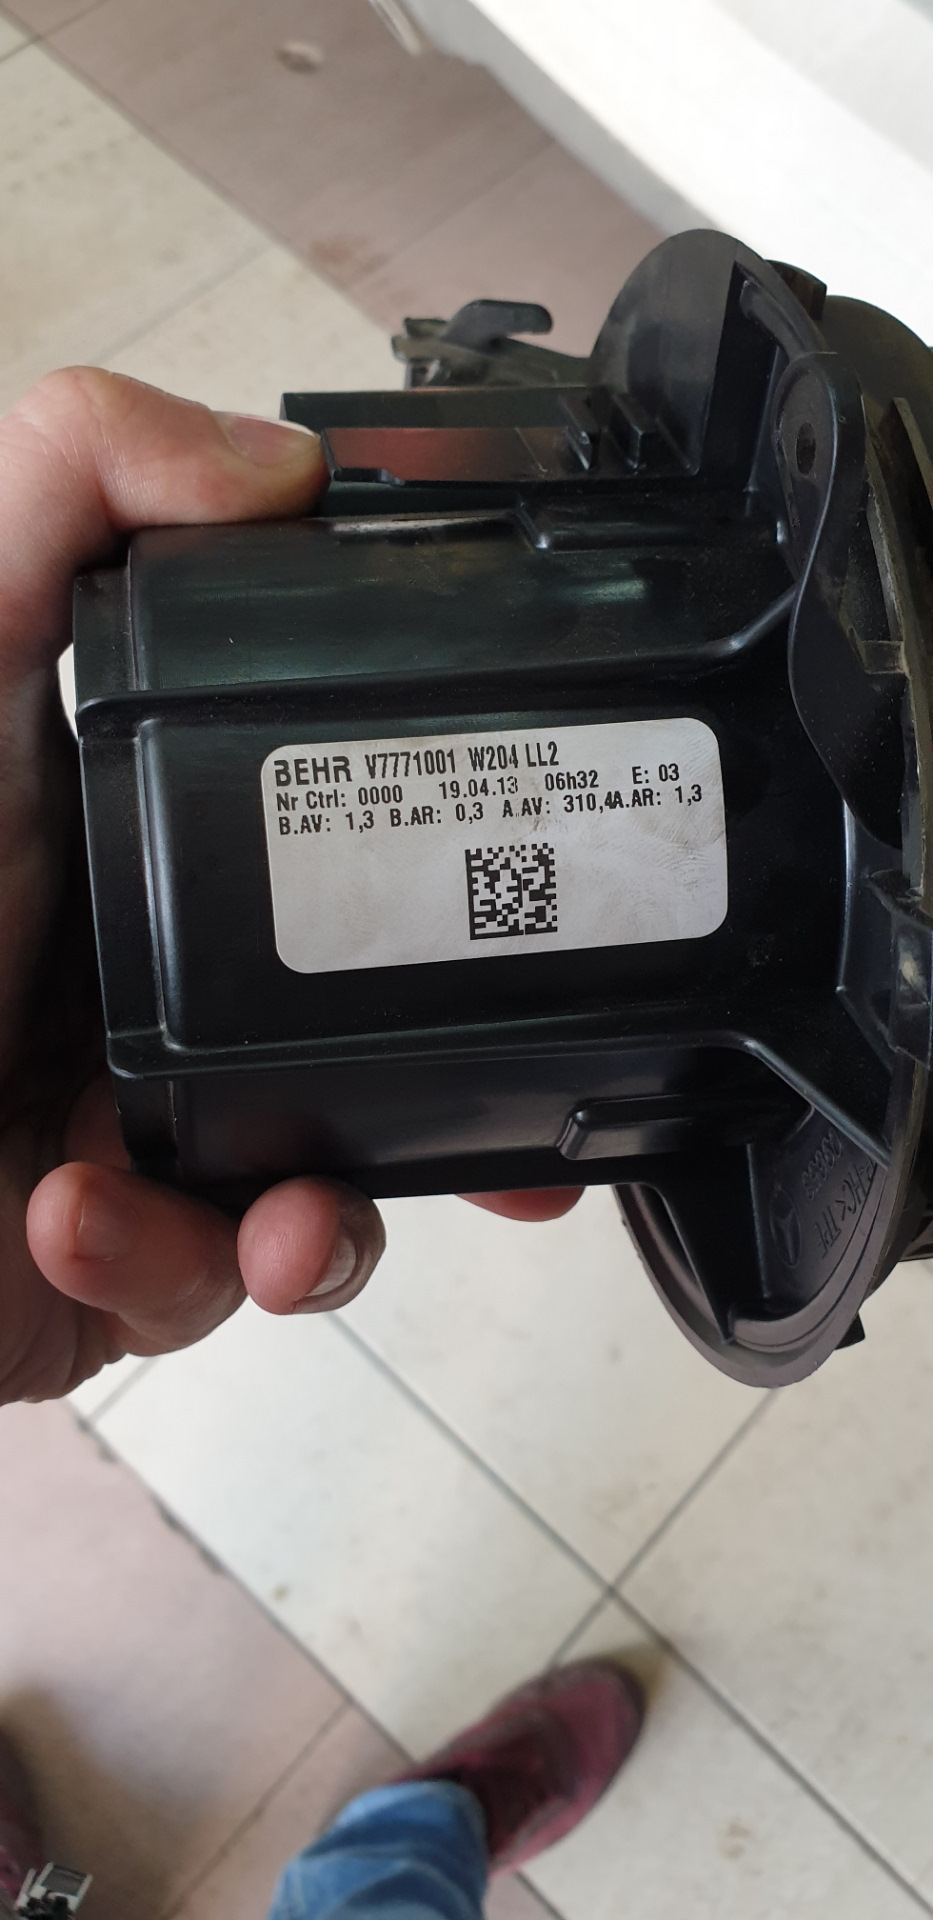 BEHR V7771001 W204 LL2
Nr Ctrl: 0000 19.04.13 06h32 E: 03
B.AV: 1,3 B.AR: 0,3 A.AV: 310,4A.AR: 1,3